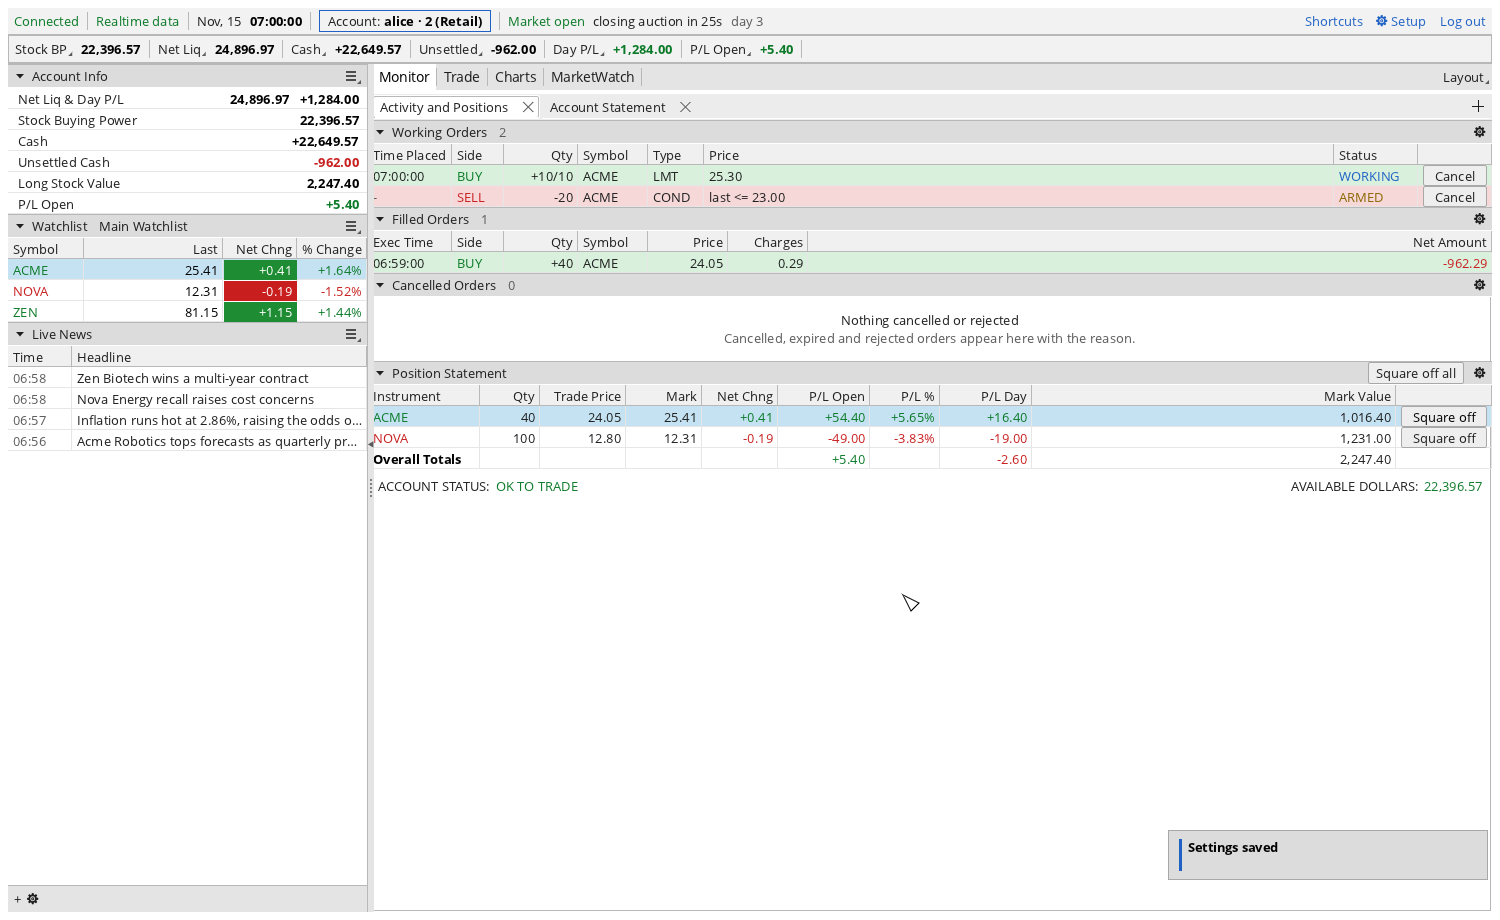 Connected Realtime data Nov, 15 07:00:00 Account: alice · 2 (Retail) Market open closing auction in 25s day 3 Shortcuts Setup Log out
Stock BP 22,396.57 Net Liq 24,896.97 Cash +22,649.57 Unsettled -962.00 Day P/L +1,284.00 P/L Open +5.40
Account Info
Net Liq & Day P/L 24,896.97 +1,284.00
Stock Buying Power 22,396.57
Cash +22,649.57
Unsettled Cash -962.00
Long Stock Value 2,247.40
P/L Open +5.40
Watchlist Main Watchlist
Symbol Last Net Chng % Change
ACME 25.41 +0.41 +1.64%
NOVA 12.31 -0.19 -1.52%
ZEN 81.15 +1.15 +1.44%
Live News
Time Headline
06:58 Zen Biotech wins a multi-year contract
06:58 Nova Energy recall raises cost concerns
06:57 Inflation runs hot at 2.86%, raising the odds o...
06:56 Acme Robotics tops forecasts as quarterly pr...
+
Monitor Trade Charts MarketWatch Layout
Activity and Positions Account Statement
Working Orders 2
Time Placed Side Qty Symbol Type Price Status
07:00:00 BUY +10/10 ACME LMT 25.30 WORKING Cancel
- SELL -20 ACME COND last <= 23.00 ARMED Cancel
Filled Orders 1
Exec Time Side Qty Symbol Price Charges Net Amount
06:59:00 BUY +40 ACME 24.05 0.29 -962.29
Cancelled Orders 0
Nothing cancelled or rejected
Cancelled, expired and rejected orders appear here with the reason.
Position Statement Square off all
Instrument Qty Trade Price Mark Net Chng P/L Open P/L % P/L Day Mark Value
ACME 40 24.05 25.41 +0.41 +54.40 +5.65% +16.40 1,016.40 Square off
NOVA 100 12.80 12.31 -0.19 -49.00 -3.83% -19.00 1,231.00 Square off
Overall Totals +5.40 -2.60 2,247.40
ACCOUNT STATUS: OK TO TRADE AVAILABLE DOLLARS: 22,396.57
Settings saved